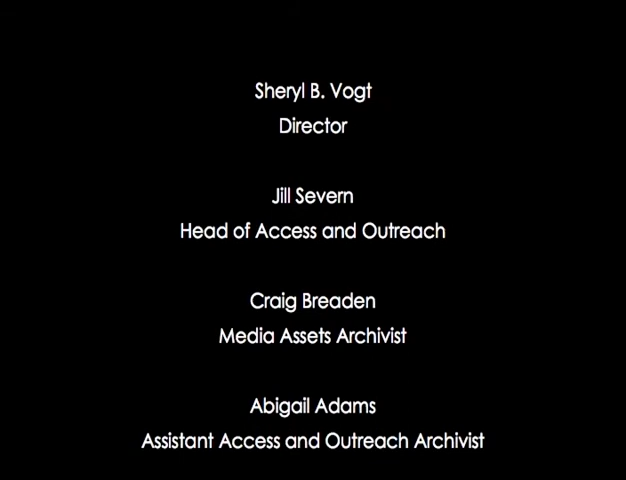 Sheryl B. Vogt
Director
Jill Severn
Head of Access and Outreach
Craig Breaden
Media Assets Archivist
Abigail Adams
Assistant Access and Outreach Archivist